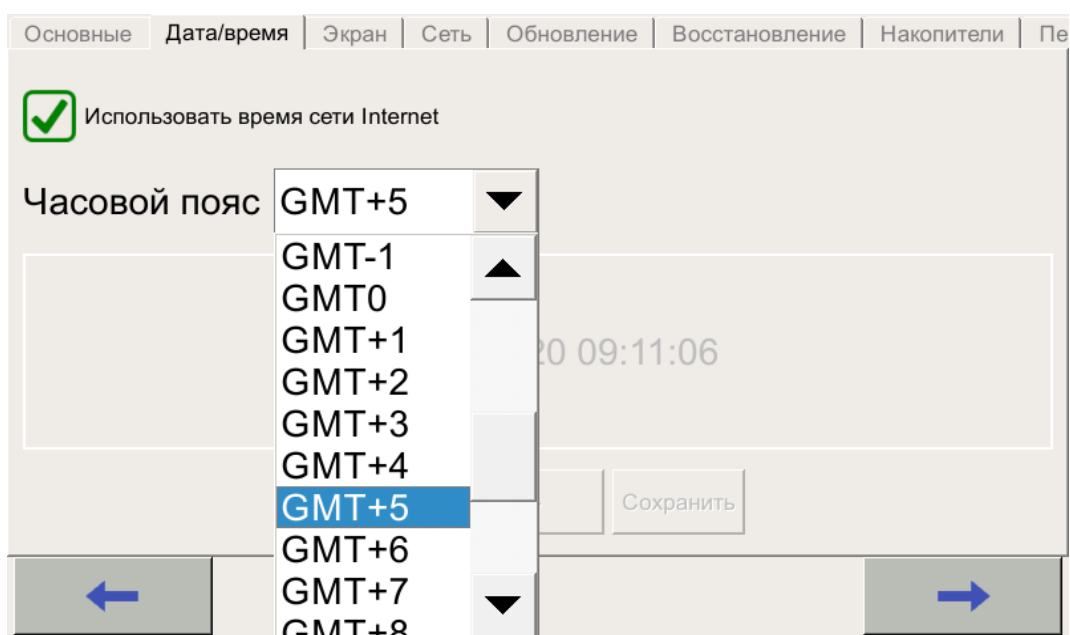 Основные Дата/время Экран Сеть Обновление Восстановление Накопители
Использовать время сети Internet
Часовой пояс GMT+5
GMT-1
GMT0
GMT+1
20 09:11:06
GMT+2
GMT+3
GMT+4
GMT+5
Сохранить
GMT+6
GMT+7
GMT+8